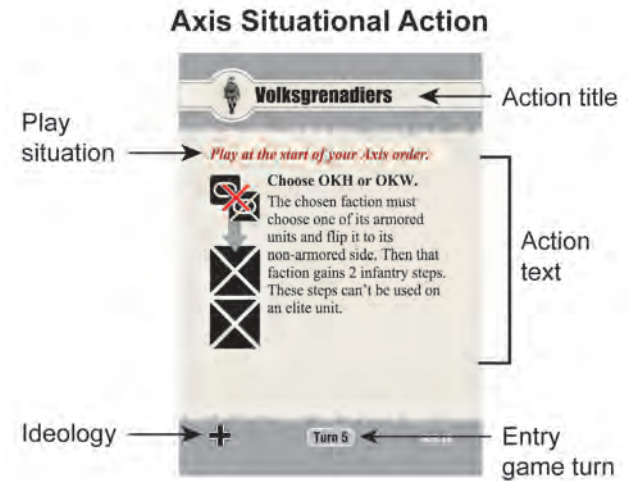 Axis Situational Action
Volksgrenadiers
Action title
Play
situation
Play at the start of your Axis order.
Choose OKH or OKW.
The chosen faction must
choose one of its armored
units and flip it to its
non-armored side. Then that
faction gains 2 infantry steps.
These steps can't be used on
an elite unit.
Action
text
Ideology
Turn 5
Entry
game turn